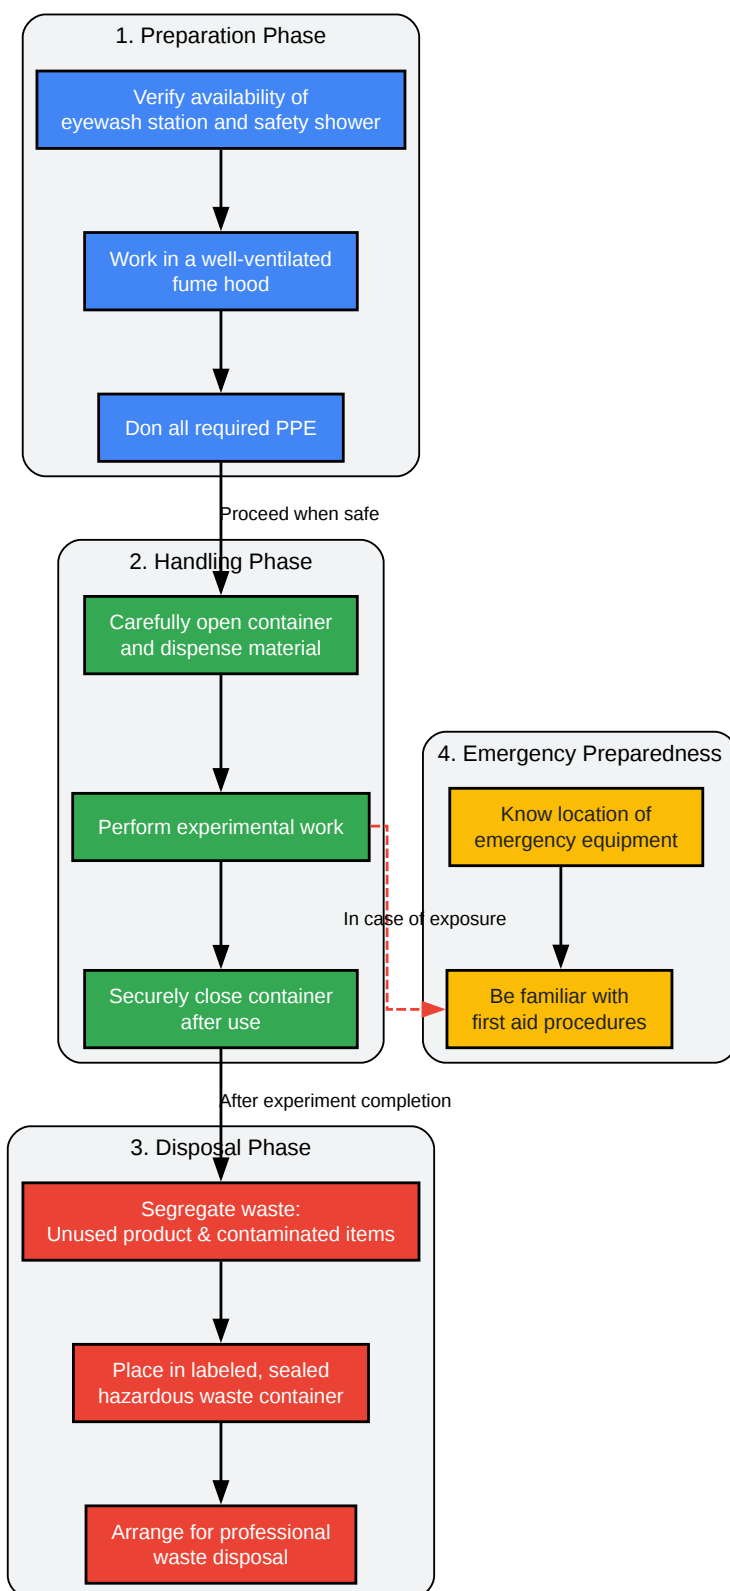 1. Preparation Phase
Verify availability of
eyewash station and safety shower
Work in a well-ventilated
fume hood
Don all required PPE
Proceed when safe
2. Handling Phase
Carefully open container
and dispense material
4. Emergency Preparedness
Know location of
emergency equipment
Perform experimental work
In case of exposure
Securely close container
after use
Be familiar with
first aid procedures
After experiment completion
3. Disposal Phase
Segregate waste:
Unused product & contaminated items
Place in labeled, sealed
hazardous waste container
Arrange for professional
waste disposal